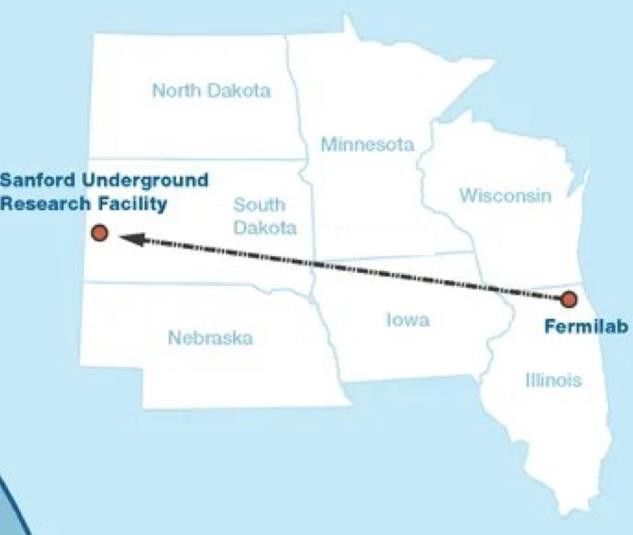 North Dakota
Minnesota
Sanford Underground
Research Facility
South
Dakota
Wisconsin
Nebraska
Iowa
Fermilab
Illinois